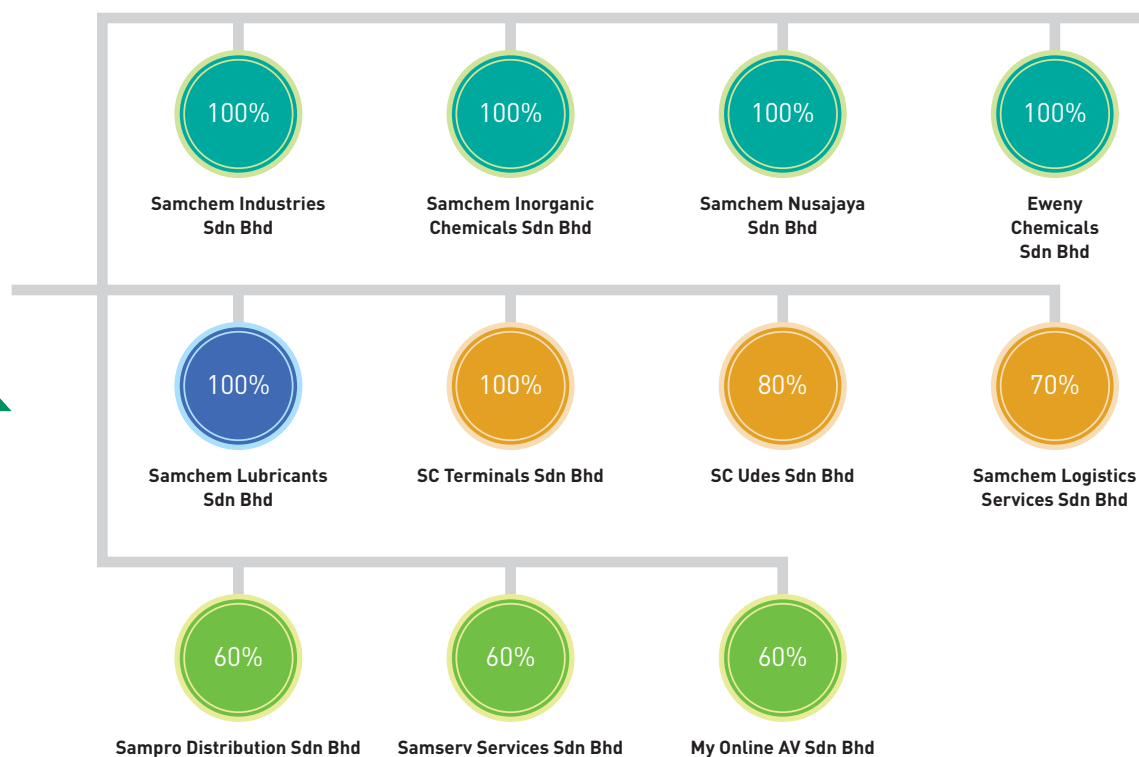 100%
100%
100%
100%
Samchem Industries
Sdn Bhd
Samchem Inorganic
Chemicals Sdn Bhd
Samchem Nusajaya
Sdn Bhd
Eweny
Chemicals
Sdn Bhd
100%
100%
80%
70%
Samchem Lubricants
Sdn Bhd
SC Terminals Sdn Bhd
SC Udes Sdn Bhd
Samchem Logistics
Services Sdn Bhd
60%
60%
60%
Sampro Distribution Sdn Bhd
Samserv Services Sdn Bhd
My Online AV Sdn Bhd